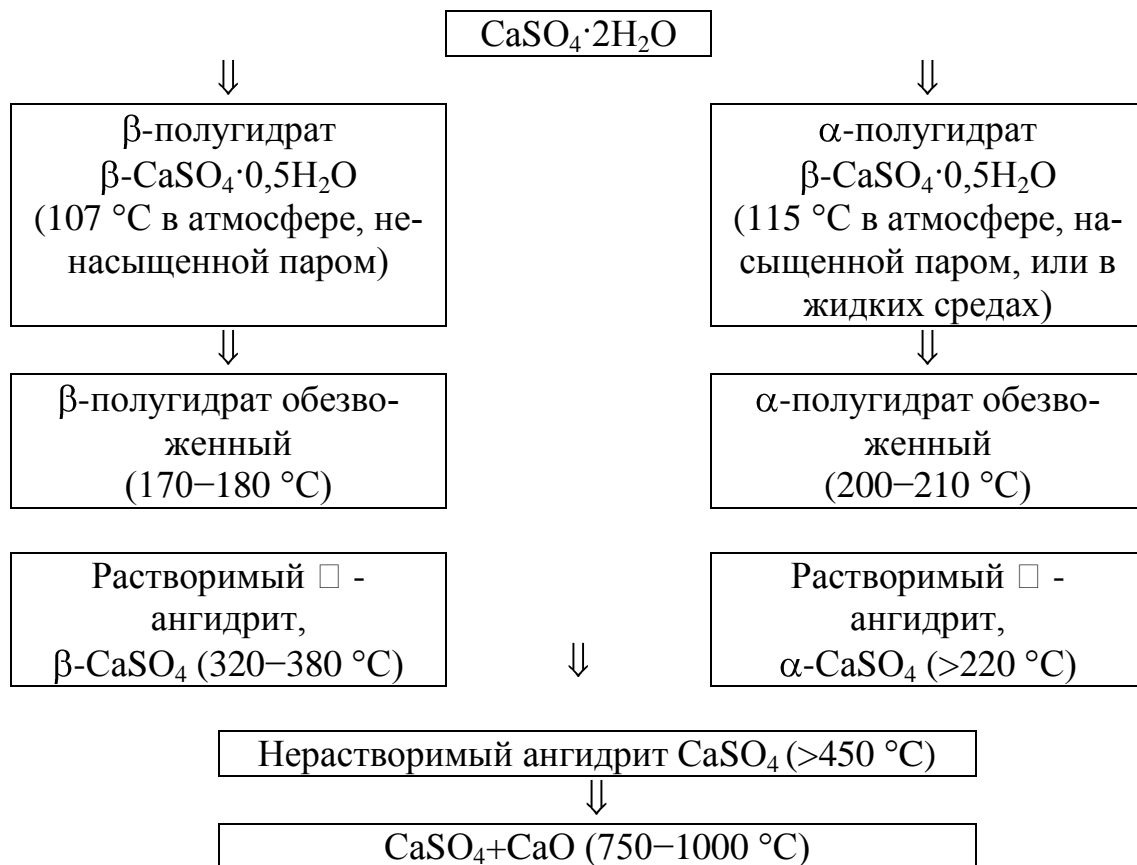 CaSO₄·2H₂O
⇓ ⇓
β-полугидрат
β-CaSO₄·0,5H₂O
(107 °C в атмосфере, не-
насыщенной паром)
α-полугидрат
β-CaSO₄·0,5H₂O
(115 °C в атмосфере, на-
сыщенной паром, или в
жидких средах)
⇓ ⇓
β-полугидрат обезво-
женный
(170−180 °C)
α-полугидрат обезво-
женный
(200−210 °C)
Растворимый □ -
ангидрит,
β-CaSO₄ (320−380 °C)
⇓
Растворимый □ -
ангидрит,
α-CaSO₄ (>220 °C)
Нерастворимый ангидрит CaSO₄ (>450 °C)
⇓
CaSO₄+CaO (750−1000 °C)